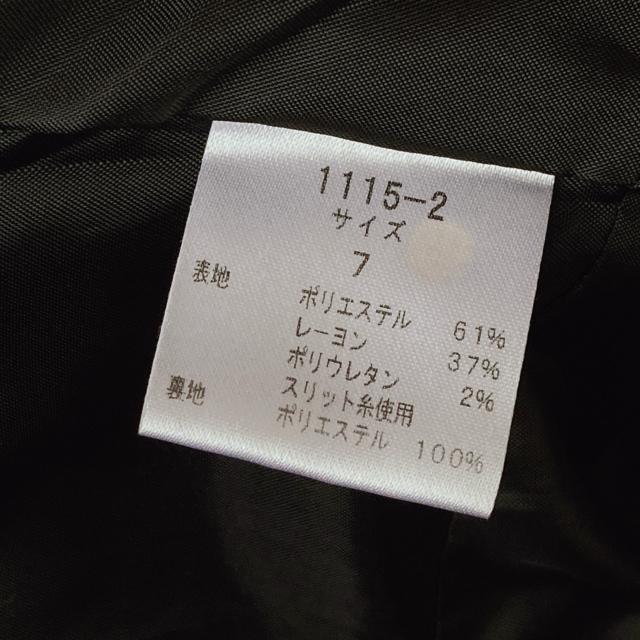 1115-2
サイズ
7
表地
ポリエステル 61%
レーヨン 37%
ポリウレタン 2%
スリット糸使用
裏地
ポリエステル 100%